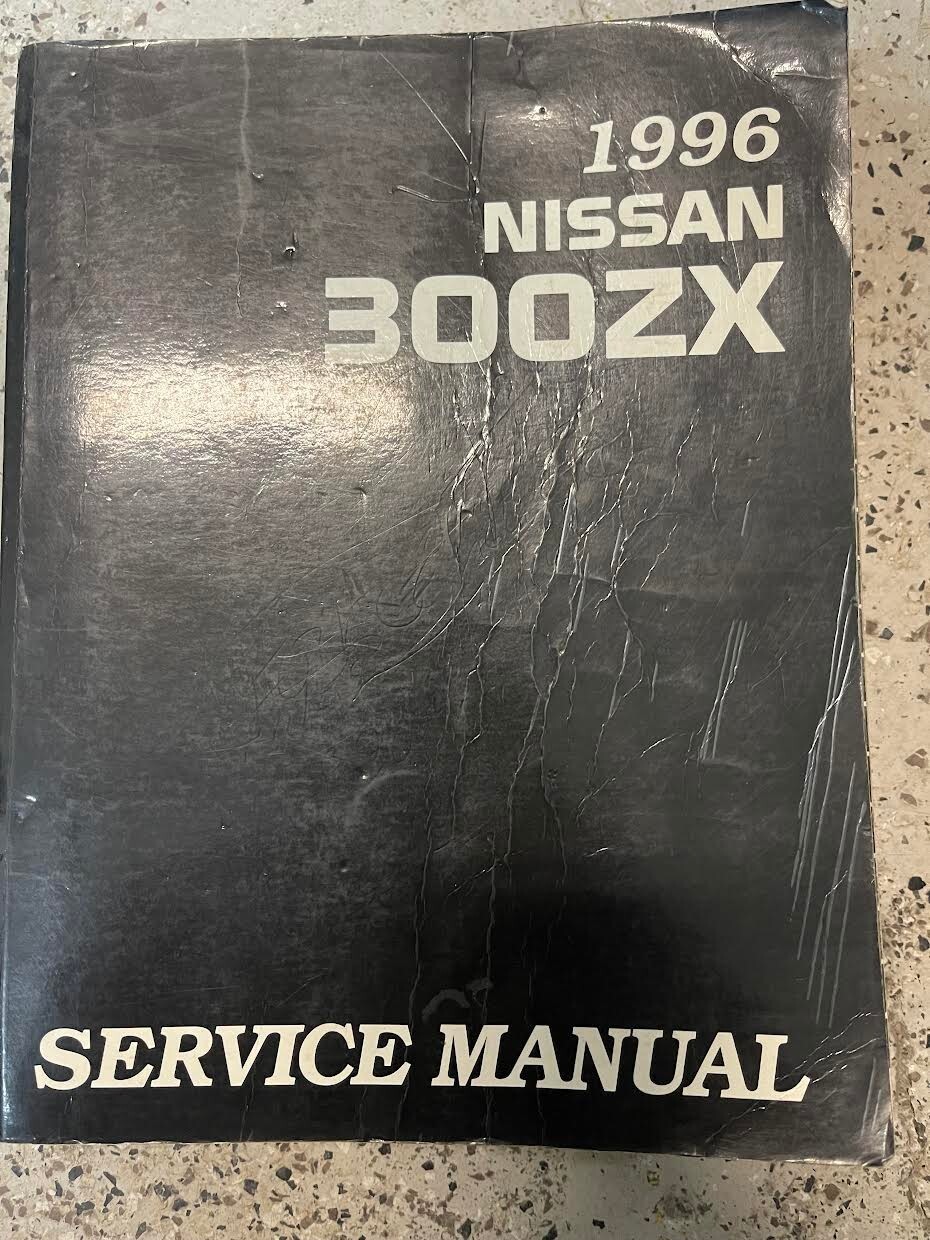 1996
NISSAN
300ZX
SERVICE MANUAL